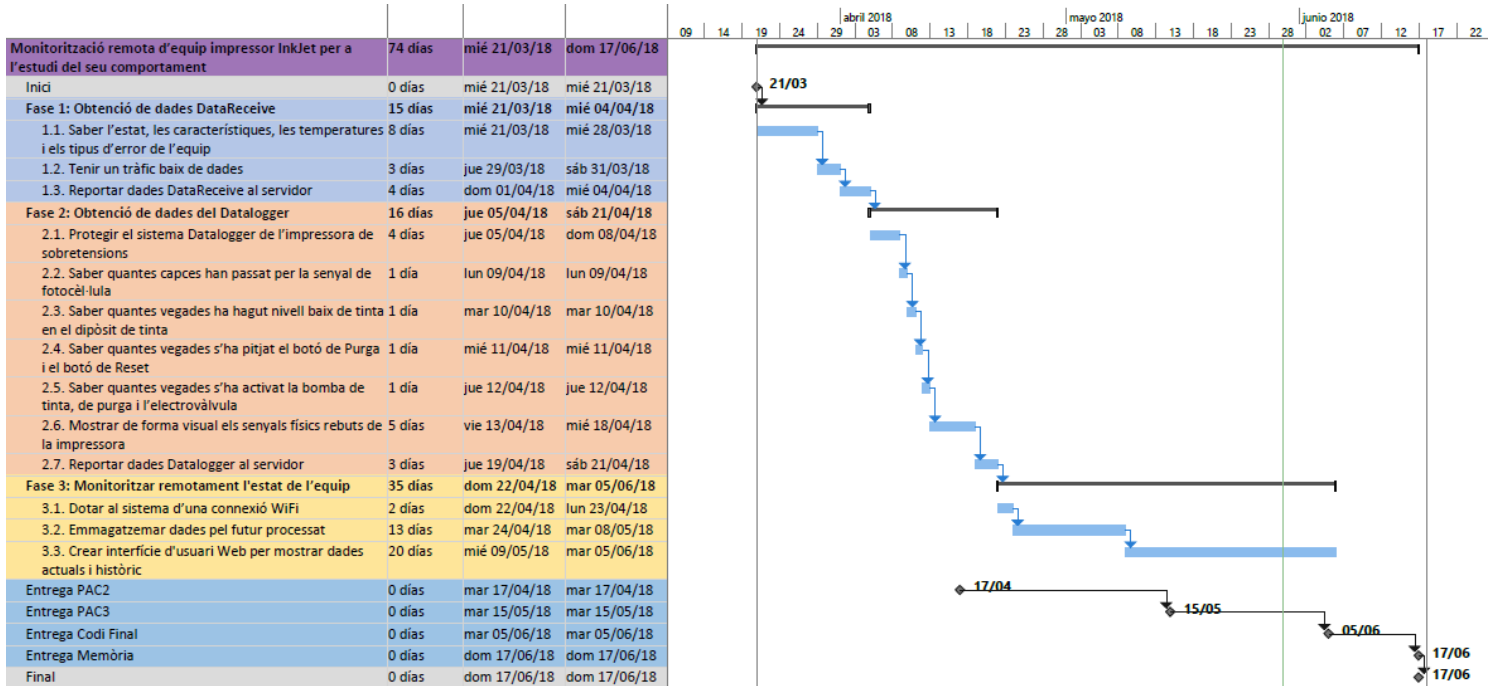 abril 2018 mayo 2018 junio 2018
09 14 19 24 29 03 08 13 18 23 28 03 08 13 18 23 28 02 07 12 17 22
Monitorització remota d'equip impressor InkJet per a 74 días mié 21/03/18 dom 17/06/18
l'estudi del seu comportament
Inici 0 días mié 21/03/18 mié 21/03/18 21/03
Fase 1: Obtenció de dades DataReceive 15 días mié 21/03/18 mié 04/04/18
1.1. Saber l'estat, les característiques, les temperatures 8 días mié 21/03/18 mié 28/03/18
i els tipus d'error de l'equip
1.2. Tenir un tràfic baix de dades 3 días jue 29/03/18 sáb 31/03/18
1.3. Reportar dades DataReceive al servidor 4 días dom 01/04/18 mié 04/04/18
Fase 2: Obtenció de dades del Datalogger 16 días jue 05/04/18 sáb 21/04/18
2.1. Protegir el sistema Datalogger de l'impressora de 4 días jue 05/04/18 dom 08/04/18
sobretensions
2.2. Saber quantes capces han passat per la senyal de 1 día lun 09/04/18 lun 09/04/18
fotocèl·lula
2.3. Saber quantes vegades ha hagut nivell baix de tinta 1 día mar 10/04/18 mar 10/04/18
en el dipòsit de tinta
2.4. Saber quantes vegades s'ha pitjat el botó de Purga 1 día mié 11/04/18 mié 11/04/18
i el botó de Reset
2.5. Saber quantes vegades s'ha activat la bomba de 1 día jue 12/04/18 jue 12/04/18
tinta, de purga i l'electrovàlvula
2.6. Mostrar de forma visual els senyals físics rebuts de 5 días vie 13/04/18 mié 18/04/18
la impressora
2.7. Reportar dades Datalogger al servidor 3 días jue 19/04/18 sáb 21/04/18
Fase 3: Monitoritzar remotament l'estat de l'equip 35 días dom 22/04/18 mar 05/06/18
3.1. Dotar al sistema d'una connexió WiFi 2 días dom 22/04/18 lun 23/04/18
3.2. Emmagatzemar dades pel futur processat 13 días mar 24/04/18 mar 08/05/18
3.3. Crear interfície d'usuari Web per mostrar dades 20 días mié 09/05/18 mar 05/06/18
actuals i històric
Entrega PAC2 0 días mar 17/04/18 mar 17/04/18 17/04
Entrega PAC3 0 días mar 15/05/18 mar 15/05/18 15/05
Entrega Codi Final 0 días mar 05/06/18 mar 05/06/18 05/06
Entrega Memòria 0 días dom 17/06/18 dom 17/06/18 17/06
Final 0 días dom 17/06/18 dom 17/06/18 17/06